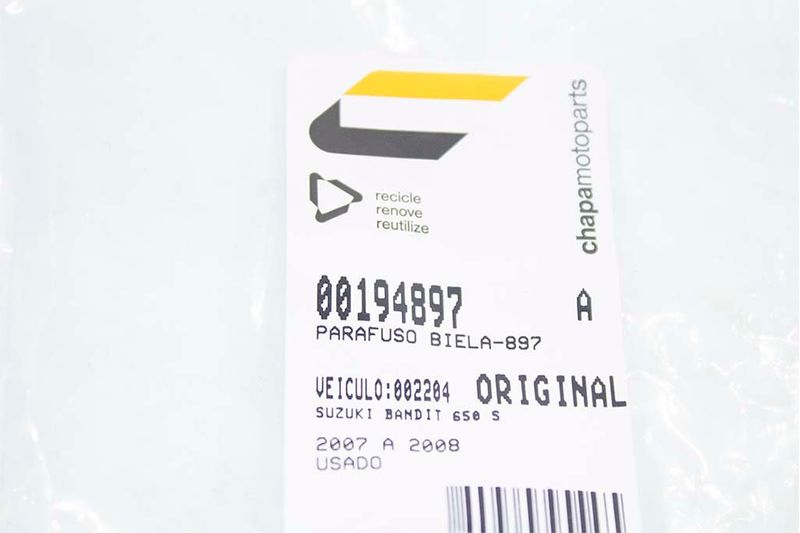 chapamotoparts
recicle
renove
reutilize
00194897 A
PARAFUSO BIELA-897
VEICULO:002204 ORIGINAL
SUZUKI BANDIT 650 S
2007 A 2008
USADO